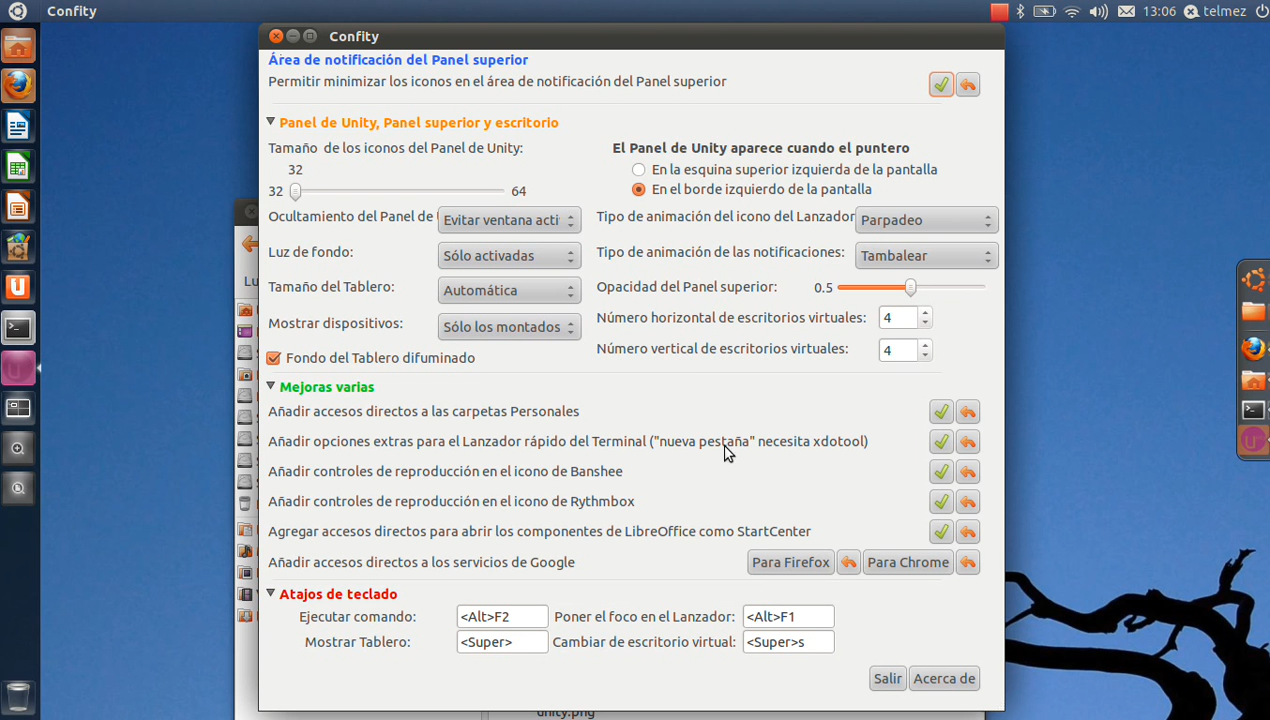 Confity
13:06 telmez
Confity
Área de notificación del Panel superior
Permitir minimizar los iconos en el área de notificación del Panel superior
Panel de Unity, Panel superior y escritorio
Tamaño de los iconos del Panel de Unity:
32
32 64
El Panel de Unity aparece cuando el puntero
En la esquina superior izquierda de la pantalla
En el borde izquierdo de la pantalla
Ocultamiento del Panel de Evitar ventana acti
Tipo de animación del icono del Lanzador Parpadeo
Luz de fondo: Sólo activadas
Tipo de animación de las notificaciones: Tambalear
Tamaño del Tablero: Automática
Opacidad del Panel superior: 0.5
Mostrar dispositivos: Sólo los montados
Número horizontal de escritorios virtuales: 4
Número vertical de escritorios virtuales: 4
Fondo del Tablero difuminado
Mejoras varias
Añadir accesos directos a las carpetas Personales
Añadir opciones extras para el Lanzador rápido del Terminal ("nueva pestaña" necesita xdotool)
Añadir controles de reproducción en el icono de Banshee
Añadir controles de reproducción en el icono de Rythmbox
Agregar accesos directos para abrir los componentes de LibreOffice como StartCenter
Añadir accesos directos a los servicios de Google Para Firefox Para Chrome
Atajos de teclado
Ejecutar comando: <Alt>F2 Poner el foco en el Lanzador: <Alt>F1
Mostrar Tablero: <Super> Cambiar de escritorio virtual: <Super>s
Salir Acerca de
Lu
unity.png